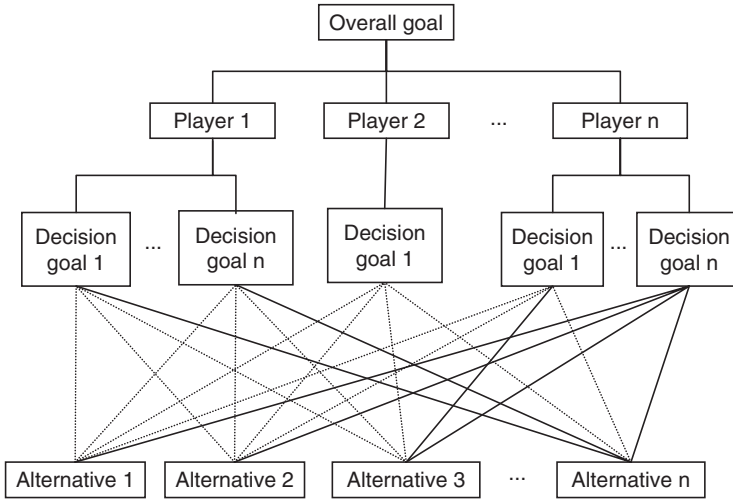 Overall goal
Player 1
Player 2
...
Player n
Decision
goal 1
...
Decision
goal n
Decision
goal 1
Decision
goal 1
...
Decision
goal n
Alternative 1
Alternative 2
Alternative 3
...
Alternative n